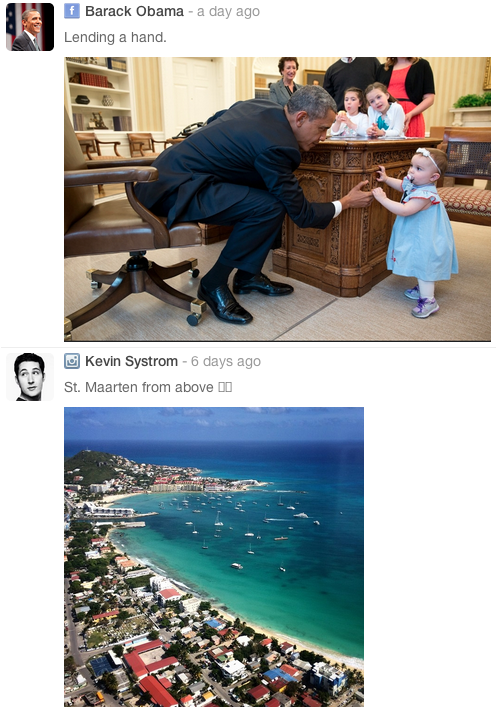 Barack Obama - a day ago
Lending a hand.
Kevin Systrom - 6 days ago
St. Maarten from above